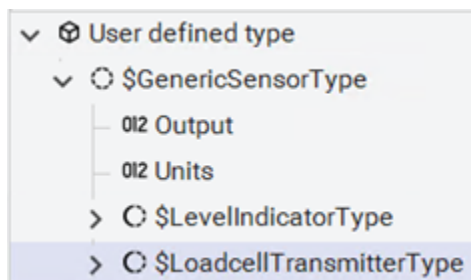 User defined type
$GenericSensorType
012 Output
012 Units
$LevelIndicatorType
$LoadcellTransmitterType